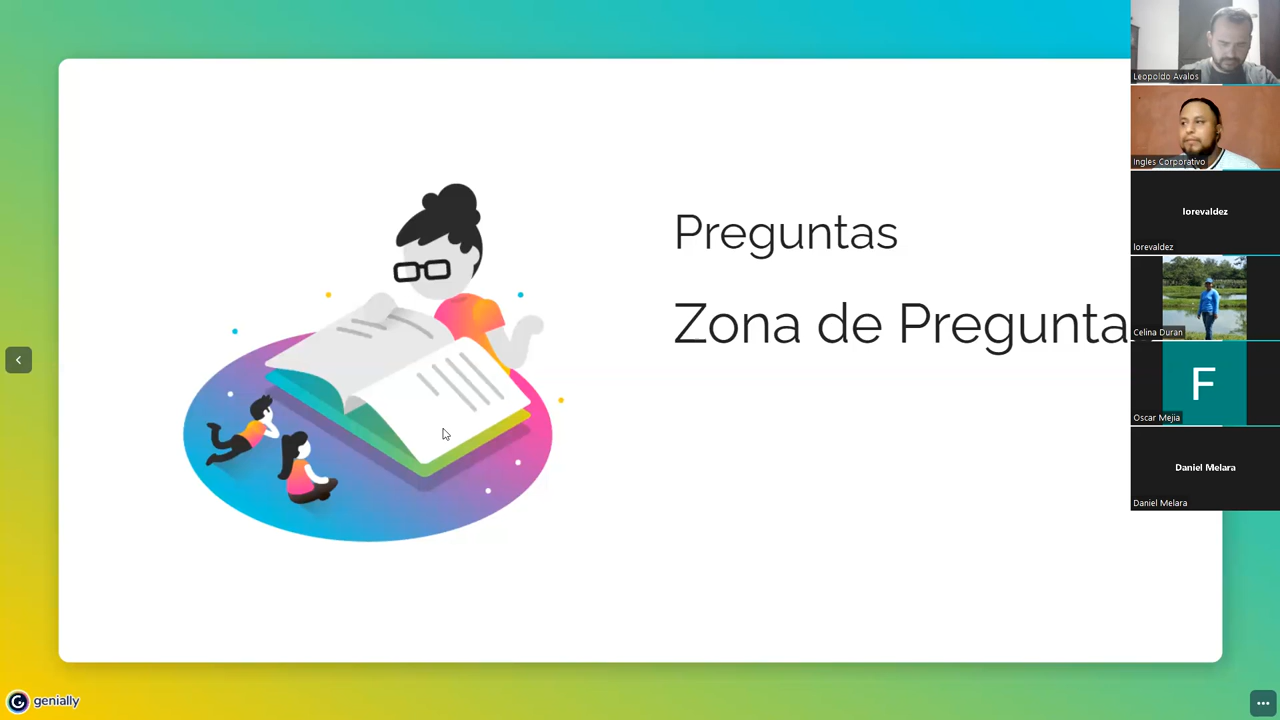 Preguntas
Zona de Pregunta
Leopoldo Avalos
Ingles Corporativo
lorevaldez
lorevaldez
Celina Duran
F
Oscar Mejia
Daniel Melara
Daniel Melara
genially